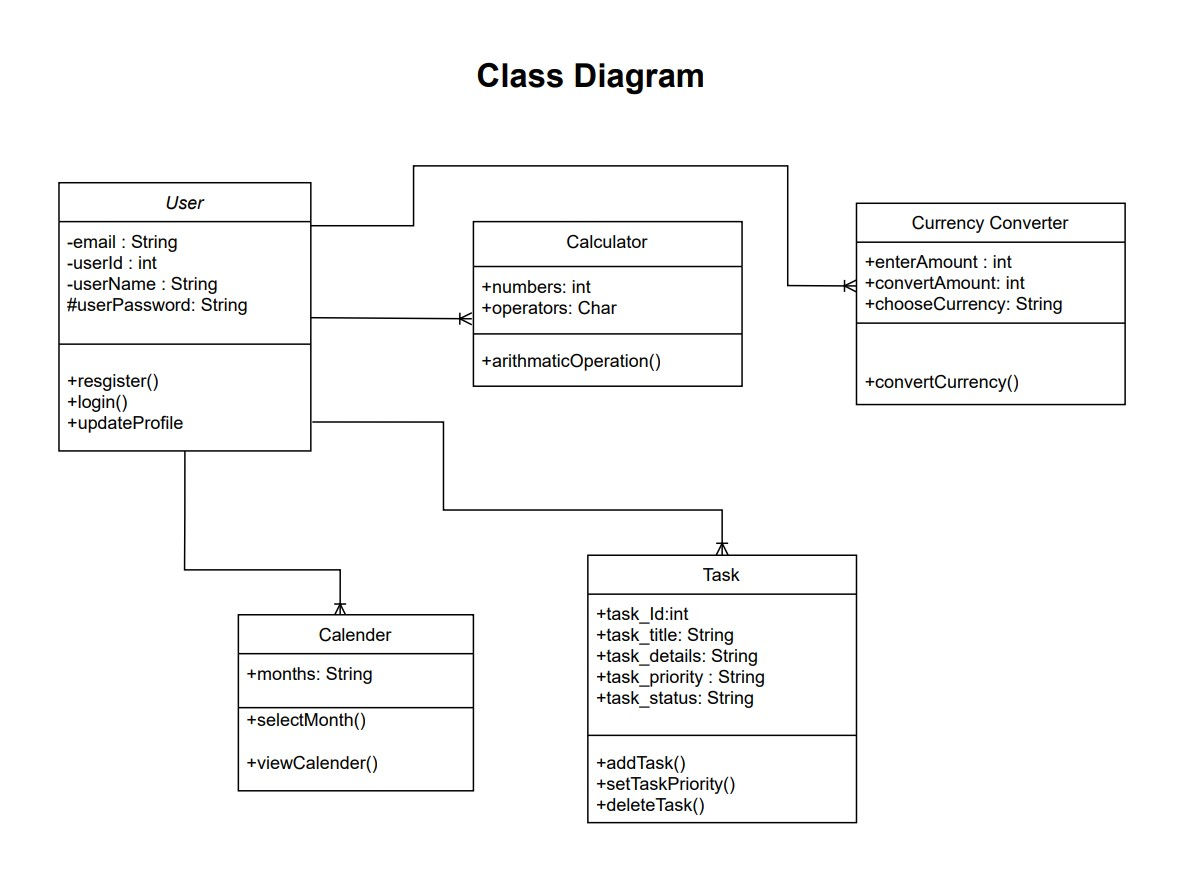 Class Diagram
User
-email : String
-userId : int
-userName : String
#userPassword: String
+resgister()
+login()
+updateProfile
Calculator
+numbers: int
+operators: Char
+arithmaticOperation()
Currency Converter
+enterAmount : int
+convertAmount: int
+chooseCurrency: String
+convertCurrency()
Calender
+months: String
+selectMonth()
+viewCalender()
Task
+task_Id:int
+task_title: String
+task_details: String
+task_priority : String
+task_status: String
+addTask()
+setTaskPriority()
+deleteTask()